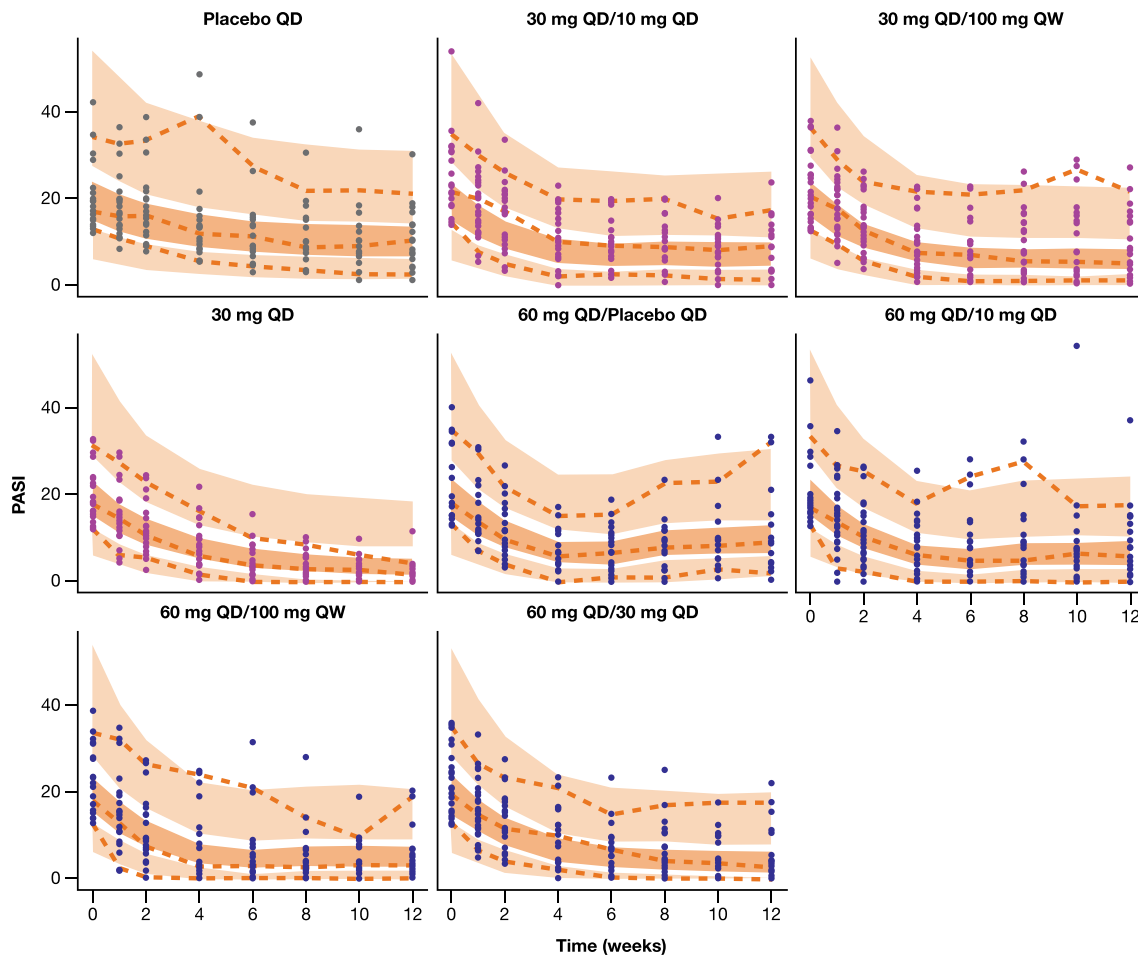 Placebo QD
30 mg QD/10 mg QD
30 mg QD/100 mg QW
40
20
0
30 mg QD
60 mg QD/Placebo QD
60 mg QD/10 mg QD
PASI
40
20
0
0 2 4 6 8 10 12
60 mg QD/100 mg QW
60 mg QD/30 mg QD
40
20
0
0 2 4 6 8 10 12
0 2 4 6 8 10 12
Time (weeks)